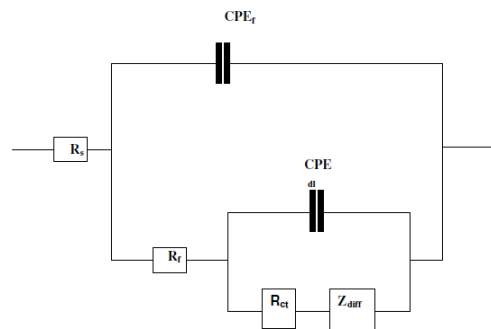 CPEf
Rs
CPE
dl
Rf
Rct
Zdiff